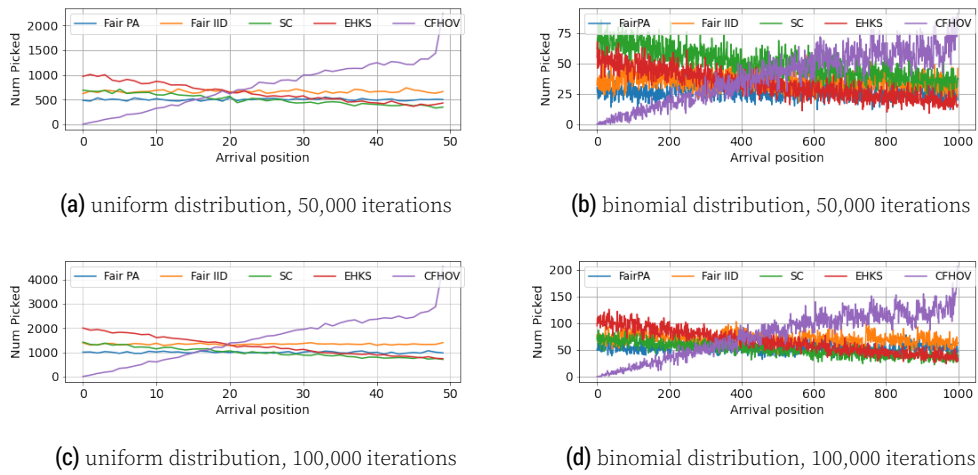 Fair PA Fair IID SC EHKS CFHOV
Num Picked
2000
1500
1000
500
0
0 10 20 30 40 50
Arrival position
(a) uniform distribution, 50,000 iterations
FairPA Fair IID SC EHKS CFHOV
Num Picked
75
50
25
0
0 200 400 600 800 1000
Arrival position
(b) binomial distribution, 50,000 iterations
Fair PA Fair IID SC EHKS CFHOV
Num Picked
4000
3000
2000
1000
0
0 10 20 30 40 50
Arrival position
(c) uniform distribution, 100,000 iterations
FairPA Fair IID SC EHKS CFHOV
Num Picked
200
150
100
50
0
0 200 400 600 800 1000
Arrival position
(d) binomial distribution, 100,000 iterations